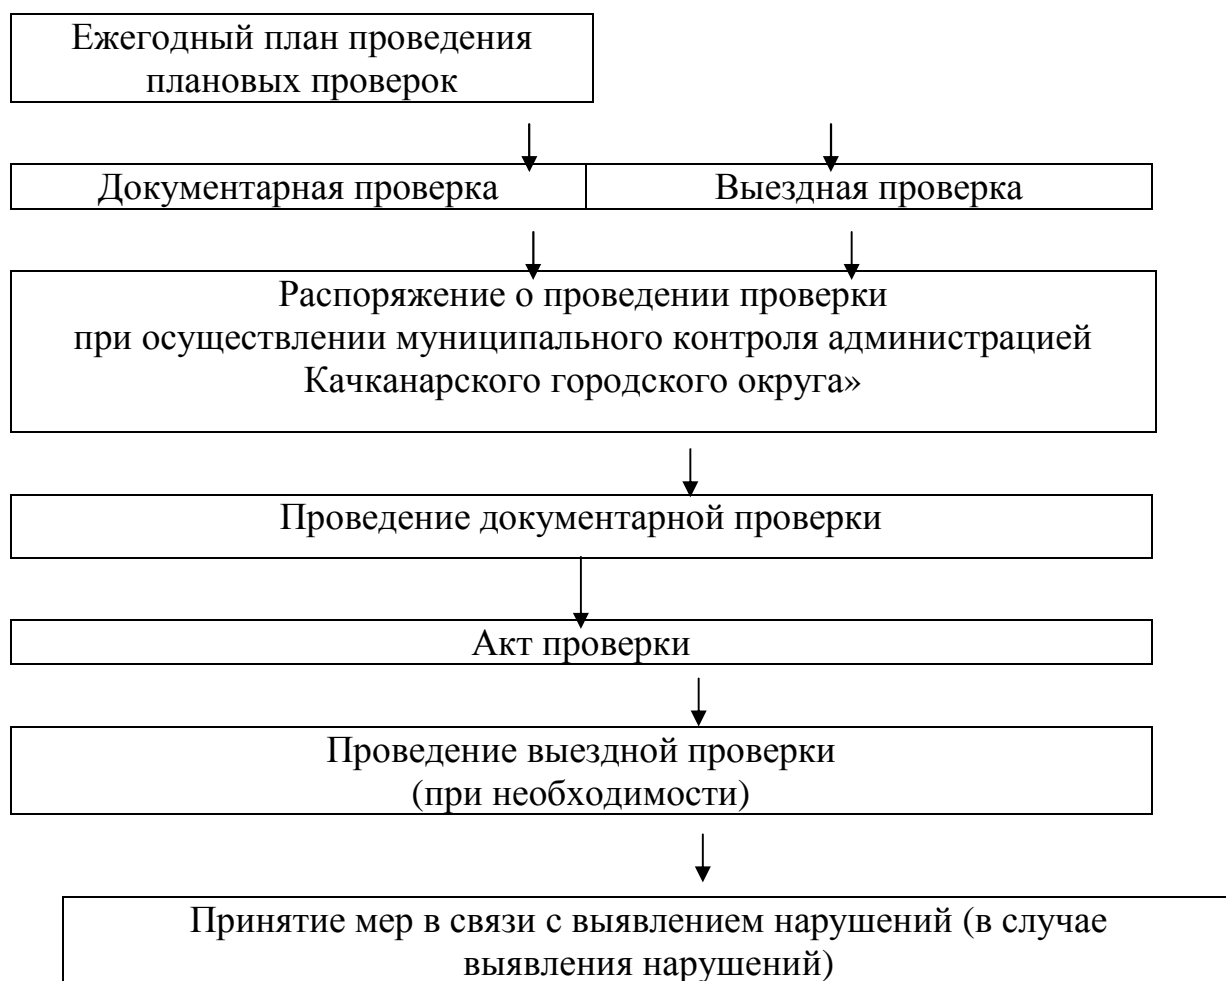 Ежегодный план проведения
плановых проверок
Документарная проверка
Выездная проверка
Распоряжение о проведении проверки
при осуществлении муниципального контроля администрацией
Качканарского городского округа»
Проведение документарной проверки
Акт проверки
Проведение выездной проверки
(при необходимости)
Принятие мер в связи с выявлением нарушений (в случае
выявления нарушений)